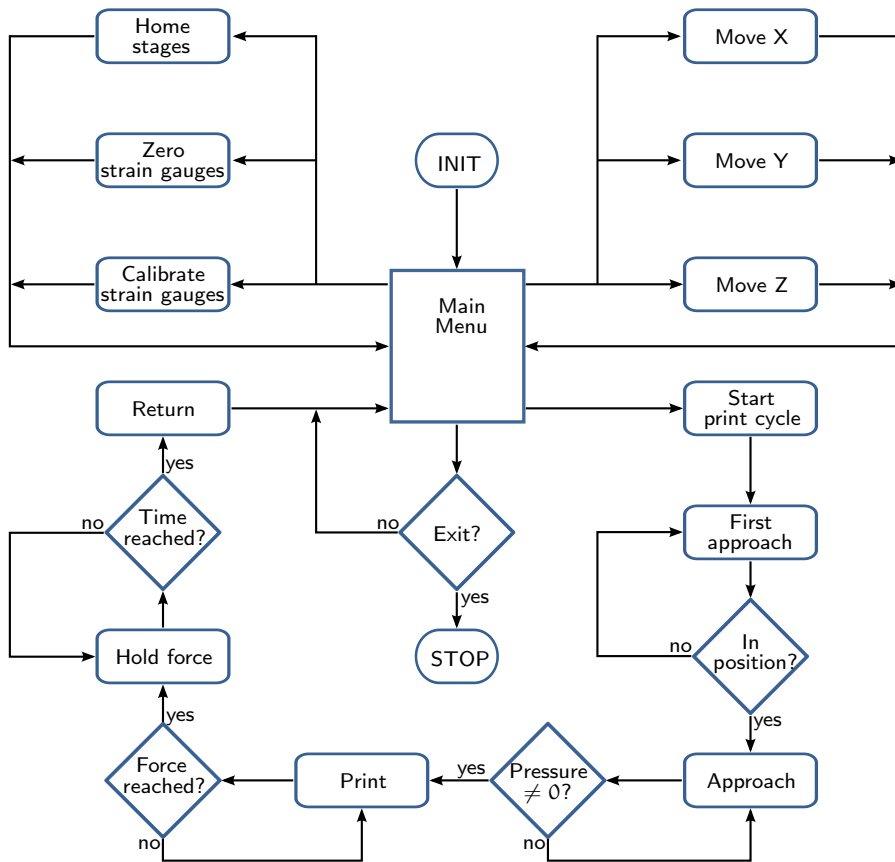 Home
stages
Move X
Zero
strain gauges
INIT
Move Y
Calibrate
strain gauges
Main
Menu
Move Z
Return
Start
print cycle
yes
no
Time
reached?
no
Exit?
First
approach
yes
Hold force
STOP
no
In
position?
yes
yes
Force
reached?
Print
yes
Pressure
≠ 0?
Approach
no
no